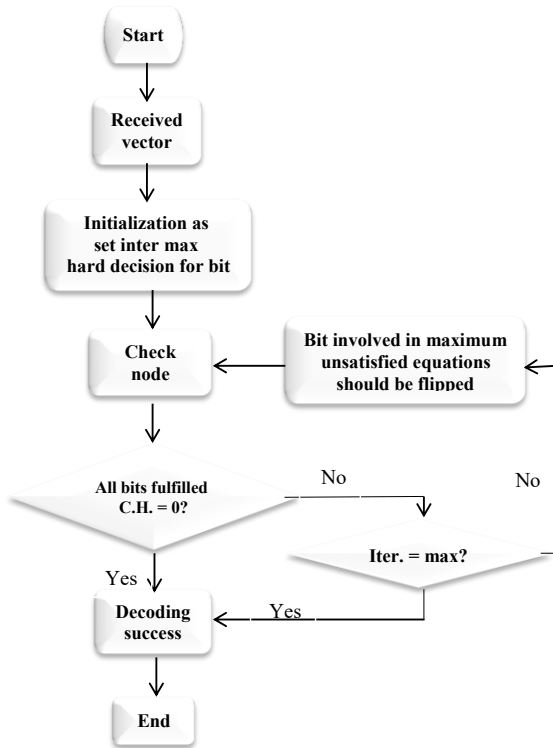 Start
Received
vector
Initialization as
set inter max
hard decision for bit
Check
node
Bit involved in maximum
unsatisfied equations
should be flipped
All bits fulfilled
C.H. = 0?
No
No
Iter. = max?
Yes
Yes
Decoding
success
End